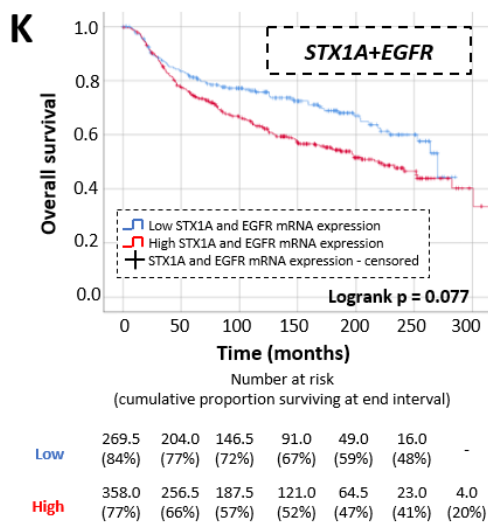 K
STX1A+EGFR
Overall survival
1.0
0.8
0.6
0.4
0.2
0.0
Low STX1A and EGFR mRNA expression
High STX1A and EGFR mRNA expression
STX1A and EGFR mRNA expression - censored
Logrank p = 0.077
0 50 100 150 200 250 300
Time (months)
Number at risk
(cumulative proportion surviving at end interval)
Low 269.5 204.0 146.5 91.0 49.0 16.0 -
(84%) (77%) (72%) (67%) (59%) (48%)
High 358.0 256.5 187.5 121.0 64.5 23.0 4.0
(77%) (66%) (57%) (52%) (47%) (41%) (20%)